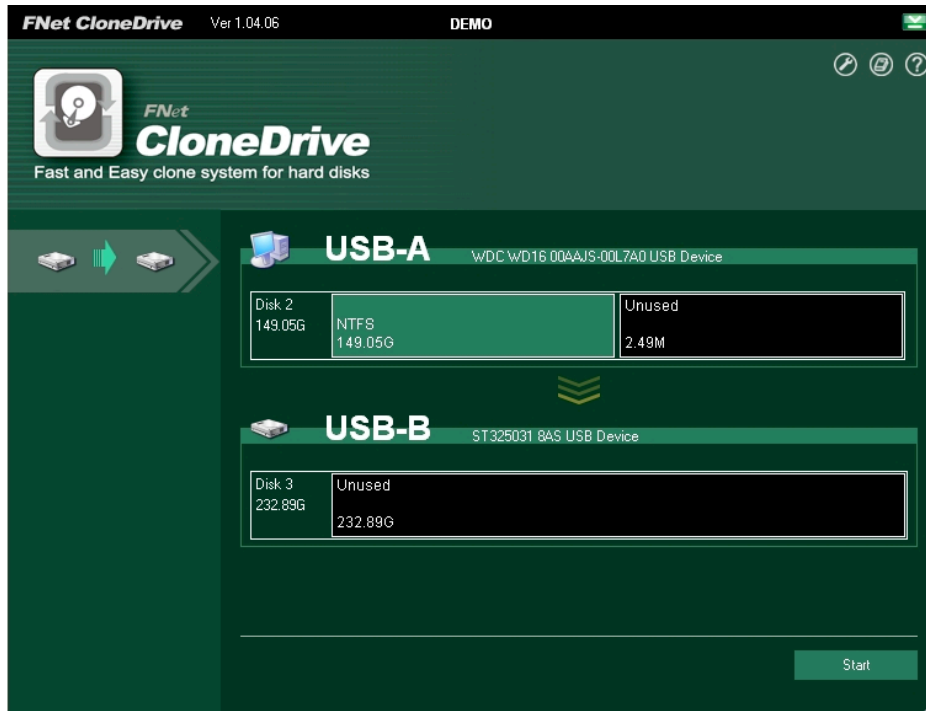 FNet CloneDrive Ver 1.04.06 DEMO
FNet
CloneDrive
Fast and Easy clone system for hard disks
USB-A WDC WD16 00AAJS-00L7A0 USB Device
Disk 2
149.05G
NTFS
149.05G
Unused
2.49M
USB-B ST325031 8AS USB Device
Disk 3
232.89G
Unused
232.89G
Start